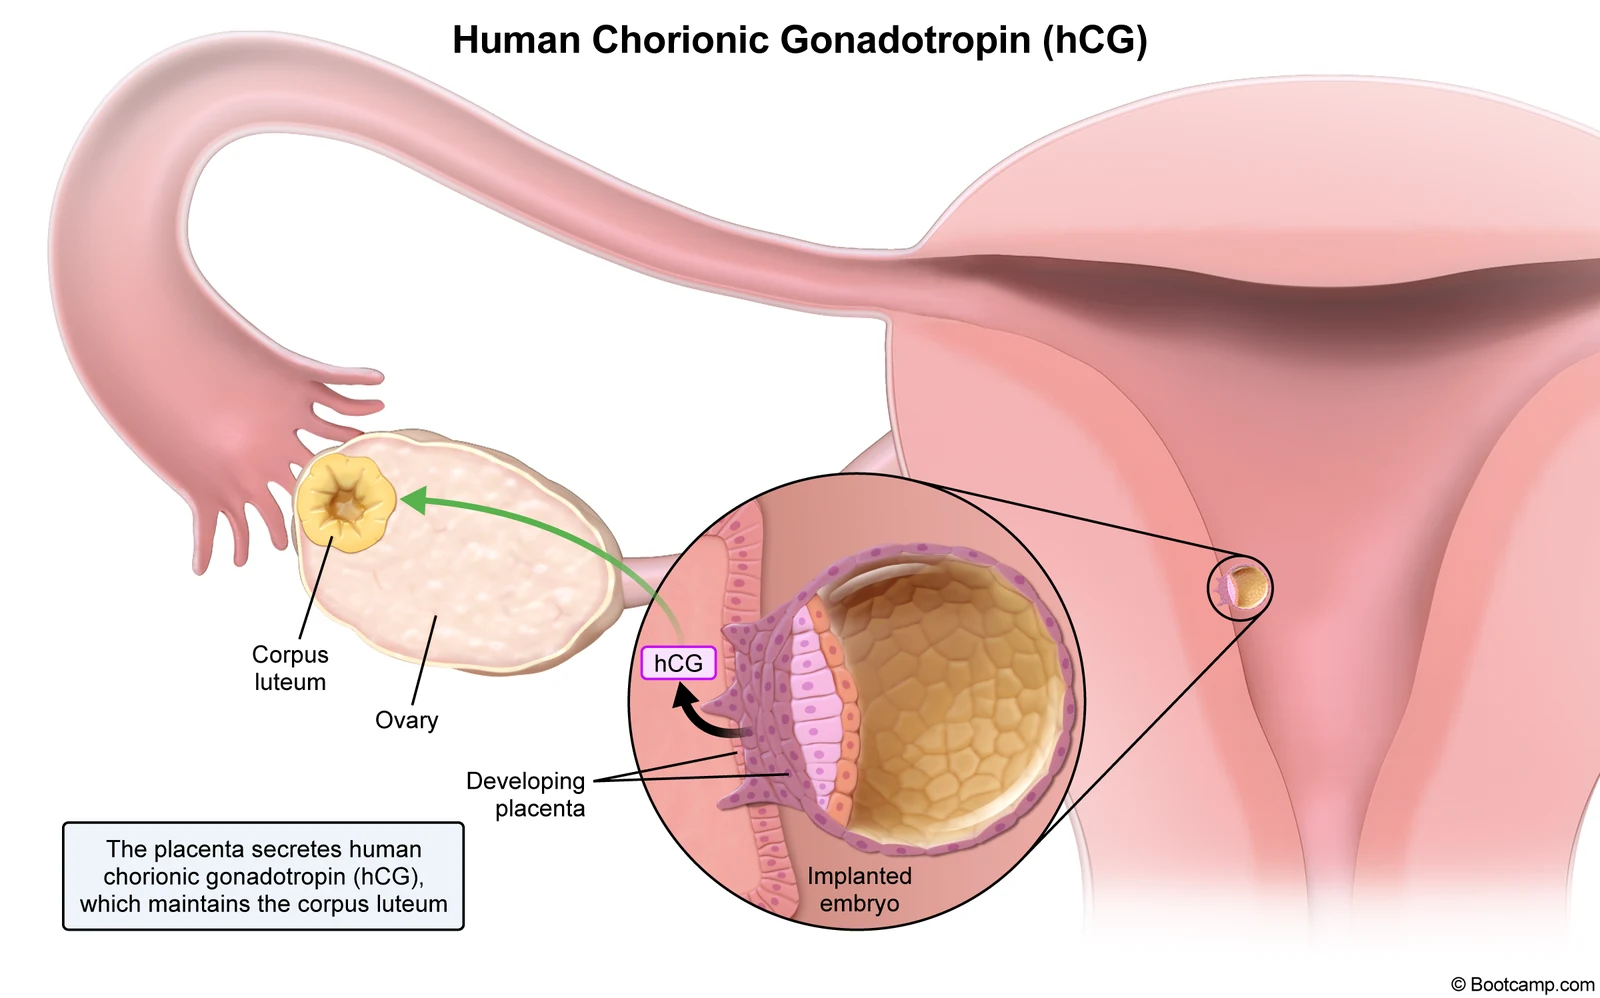 Human Chorionic Gonadotropin (hCG)
Corpus
luteum
Ovary
hCG
Developing
placenta
Implanted
embryo
The placenta secretes human
chorionic gonadotropin (hCG),
which maintains the corpus luteum
© Bootcamp.com